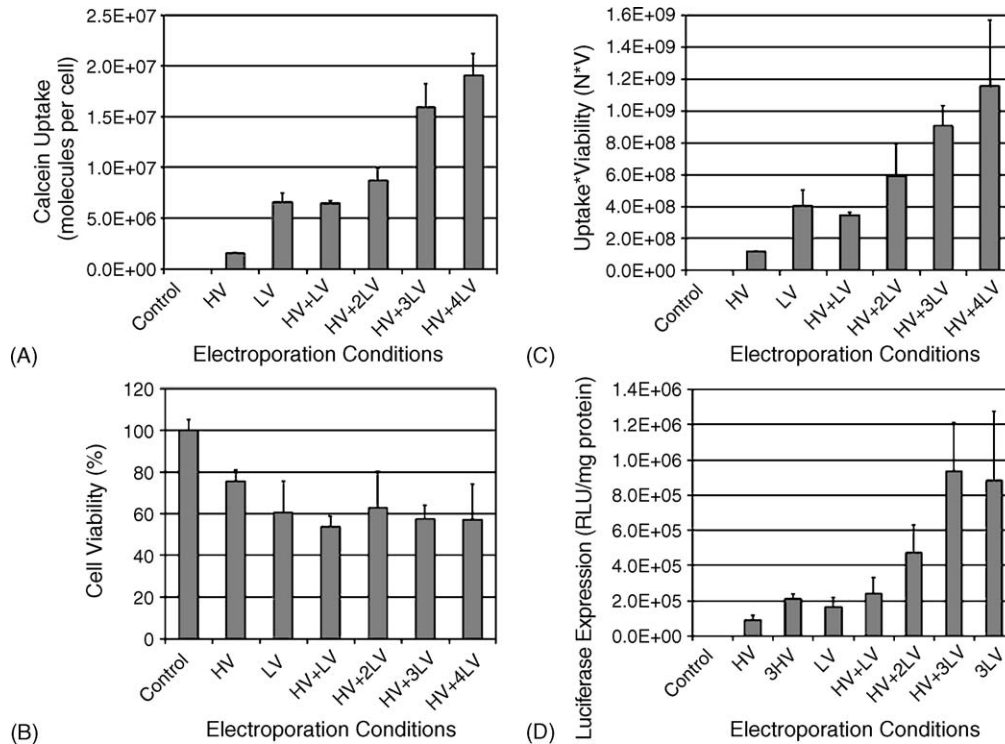 2.5E+07
2.0E+07
1.5E+07
1.0E+07
5.0E+06
0.0E+00
Calcein Uptake
(molecules per cell)
Control
HV
LV
HV+LV
HV+2LV
HV+3LV
HV+4LV
(A)
Electroporation Conditions
1.6E+09
1.4E+09
1.2E+09
1.0E+09
8.0E+08
6.0E+08
4.0E+08
2.0E+08
0.0E+00
Uptake*Viability (N*V)
Control
HV
LV
HV+LV
HV+2LV
HV+3LV
HV+4LV
(C)
Electroporation Conditions
120
100
80
60
40
20
0
Cell Viability (%)
Control
HV
LV
HV+LV
HV+2LV
HV+3LV
HV+4LV
(B)
Electroporation Conditions
1.4E+06
1.2E+06
1.0E+06
8.0E+05
6.0E+05
4.0E+05
2.0E+05
0.0E+00
Luciferase Expression (RLU/mg protein)
Control
HV
3HV
LV
HV+LV
HV+2LV
HV+3LV
3LV
(D)
Electroporation Conditions